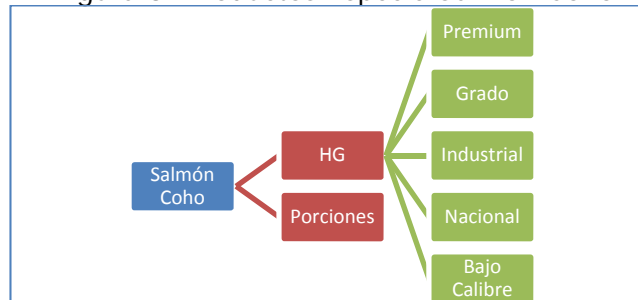 Premium
Grado
HG
Industrial
Salmón
Coho
Porciones
Nacional
Bajo
Calibre